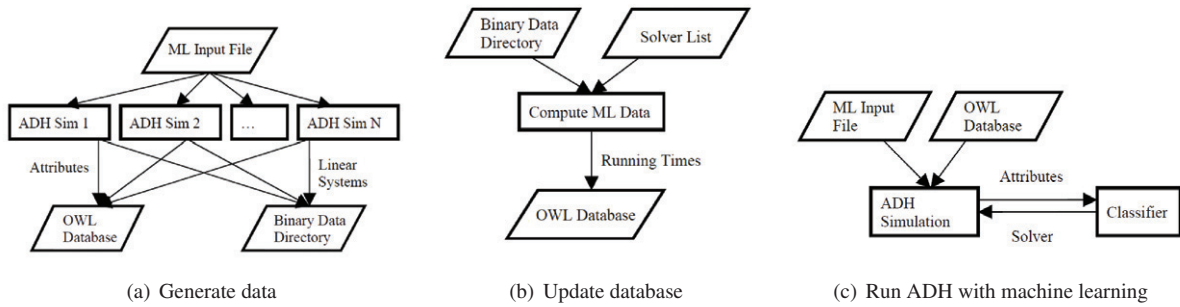 ML Input File
ADH Sim 1
ADH Sim 2
...
ADH Sim N
Attributes
Linear
Systems
OWL
Database
Binary Data
Directory
(a) Generate data
Binary Data
Directory
Solver List
Compute ML Data
Running Times
OWL Database
(b) Update database
ML Input
File
OWL
Database
Attributes
ADH
Simulation
Classifier
Solver
(c) Run ADH with machine learning